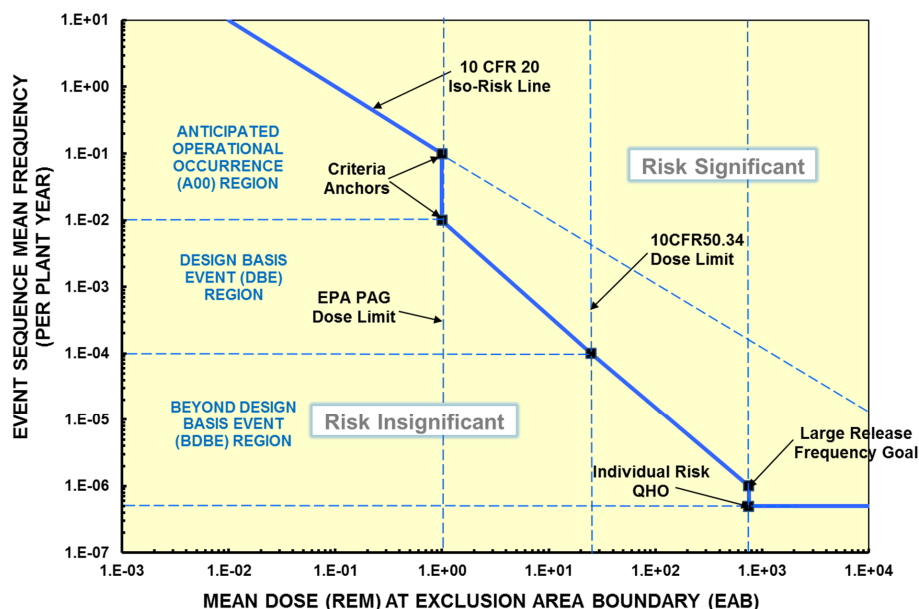 1.E+01
1.E+00
1.E-01
1.E-02
1.E-03
1.E-04
1.E-05
1.E-06
1.E-07
EVENT SEQUENCE MEAN FREQUENCY
(PER PLANT YEAR)
10 CFR 20
Iso-Risk Line
ANTICIPATED
OPERATIONAL
OCCURRENCE
(A00) REGION
Criteria
Anchors
Risk Significant
DESIGN BASIS
EVENT (DBE)
REGION
10CFR50.34
Dose Limit
EPA PAG
Dose Limit
BEYOND DESIGN
BASIS EVENT
(BDBE) REGION
Risk Insignificant
Large Release
Frequency Goal
Individual Risk
QHO
1.E-03 1.E-02 1.E-01 1.E+00 1.E+01 1.E+02 1.E+03 1.E+04
MEAN DOSE (REM) AT EXCLUSION AREA BOUNDARY (EAB)